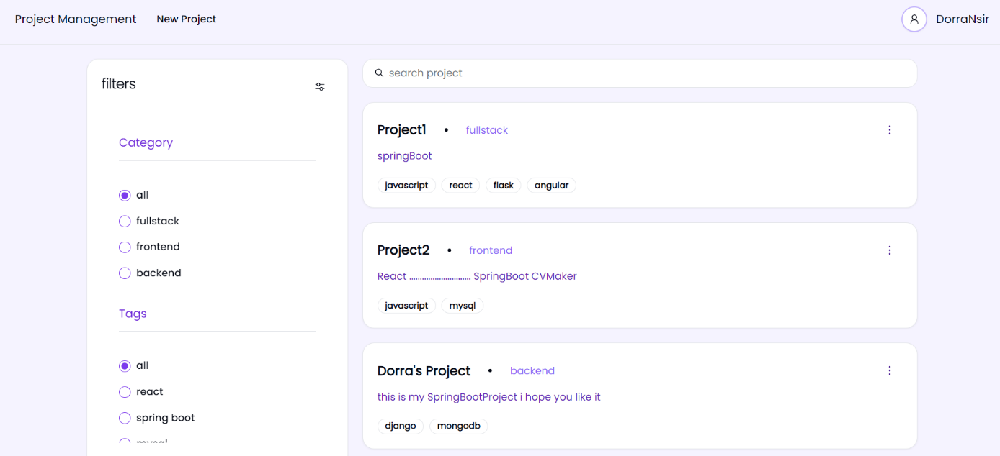 Project Management New Project DorraNsir
filters
Category
all
fullstack
frontend
backend
Tags
all
react
spring boot
mysql
search project
Project1 • fullstack
springBoot
javascript react flask angular
Project2 • frontend
React ............................. SpringBoot CVMaker
javascript mysql
Dorra's Project • backend
this is my SpringBootProject i hope you like it
django mongodb